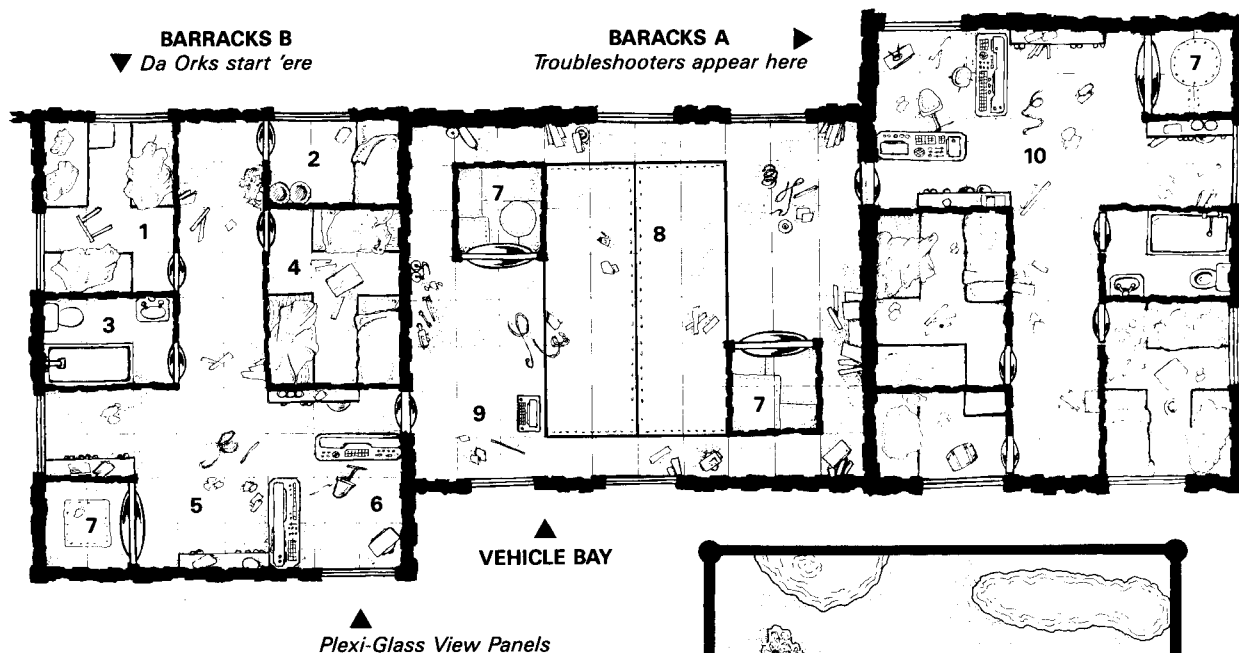 BARRACKS B
Da Orks start 'ere
BARACKS A
Troubleshooters appear here
7
2
10
1
7
8
4
3
7
9
5
6
7
VEHICLE BAY
Plexi-Glass View Panels